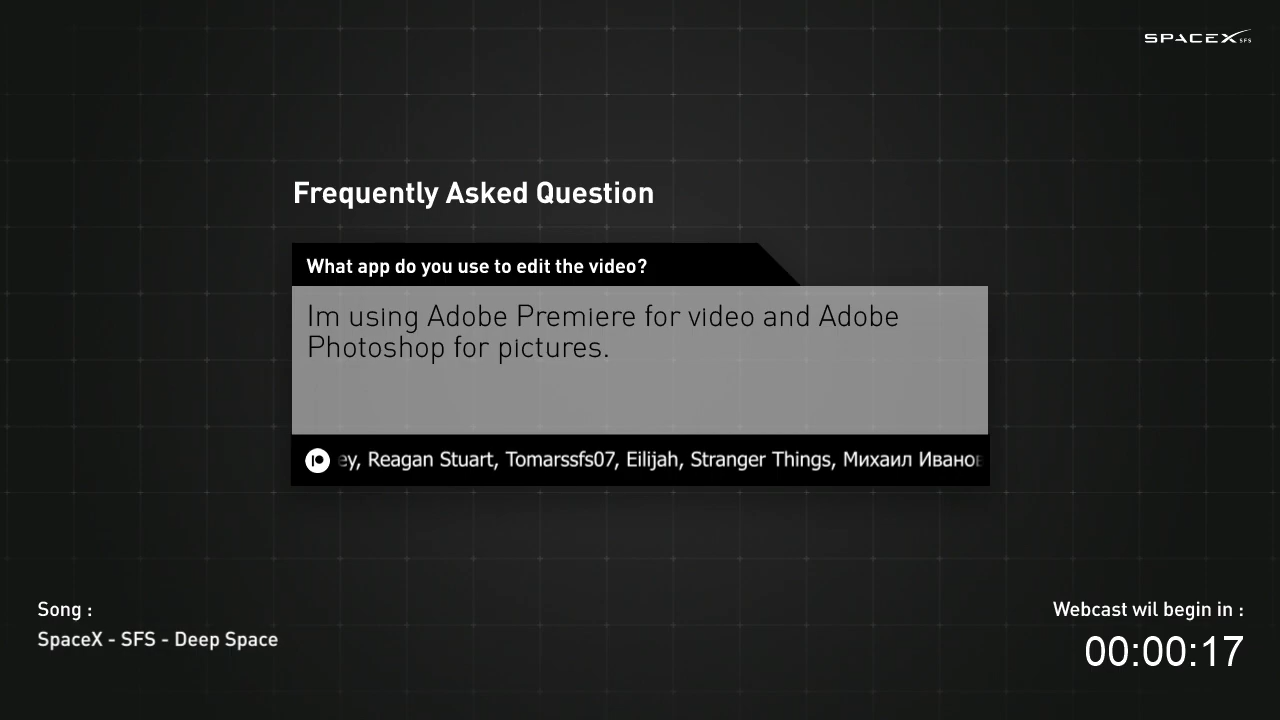 SPACEX SFS
Frequently Asked Question
What app do you use to edit the video?
Im using Adobe Premiere for video and Adobe
Photoshop for pictures.
ey, Reagan Stuart, Tomarssfs07, Eilijah, Stranger Things, Михаил Иванов
Song :
SpaceX - SFS - Deep Space
Webcast wil begin in :
00:00:17